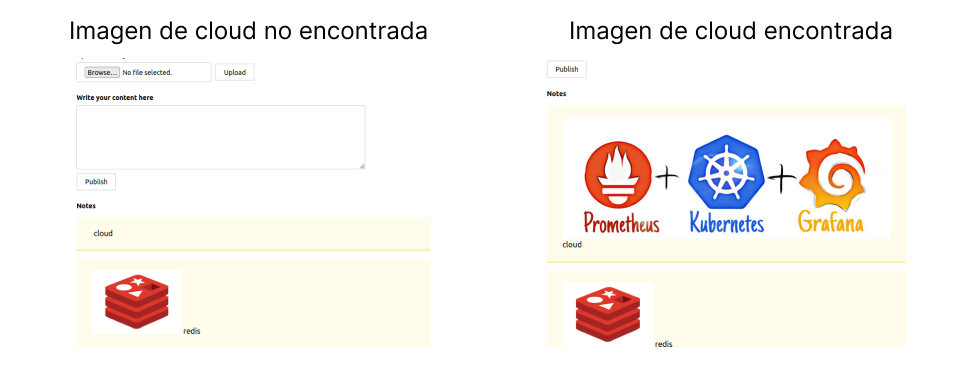 Imagen de cloud no encontrada
Browse... No file selected.
Upload
Write your content here
Publish
Notes
cloud
redis
Imagen de cloud encontrada
Publish
Notes
Prometheus + Kubernetes + Grafana
cloud
redis